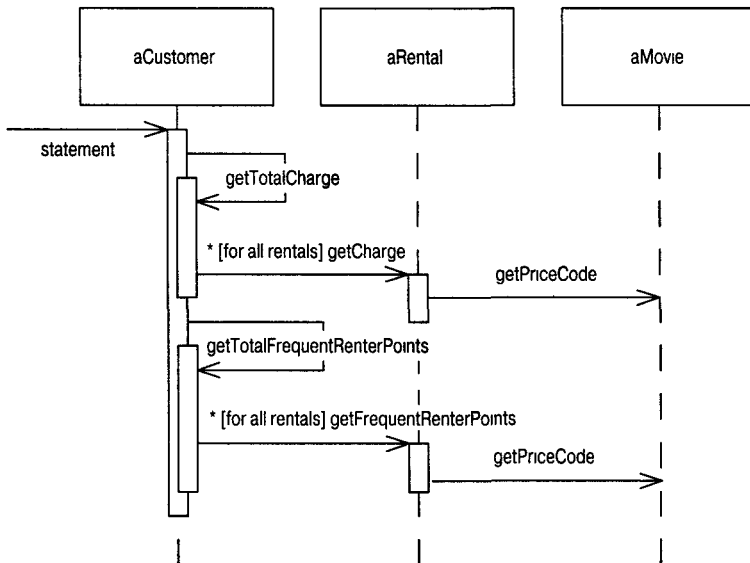 aCustomer
aRental
aMovie
statement
getTotalCharge
* [for all rentals] getCharge
getPriceCode
getTotalFrequentRenterPoints
* [for all rentals] getFrequentRenterPoints
getPriceCode